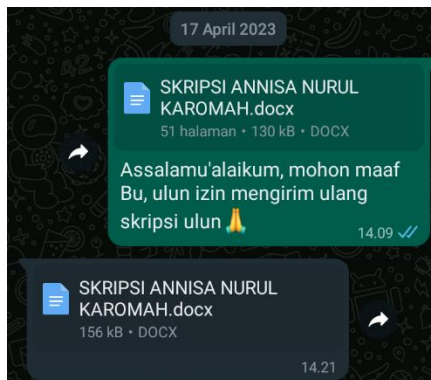 17 April 2023
SKRIPSI ANNISA NURUL
KAROMAH.docx
51 halaman • 130 kB • DOCX
Assalamu'alaikum, mohon maaf
Bu, ulun izin mengirim ulang
skripsi ulun 🙏
14.09
SKRIPSI ANNISA NURUL
KAROMAH.docx
156 kB • DOCX
14.21